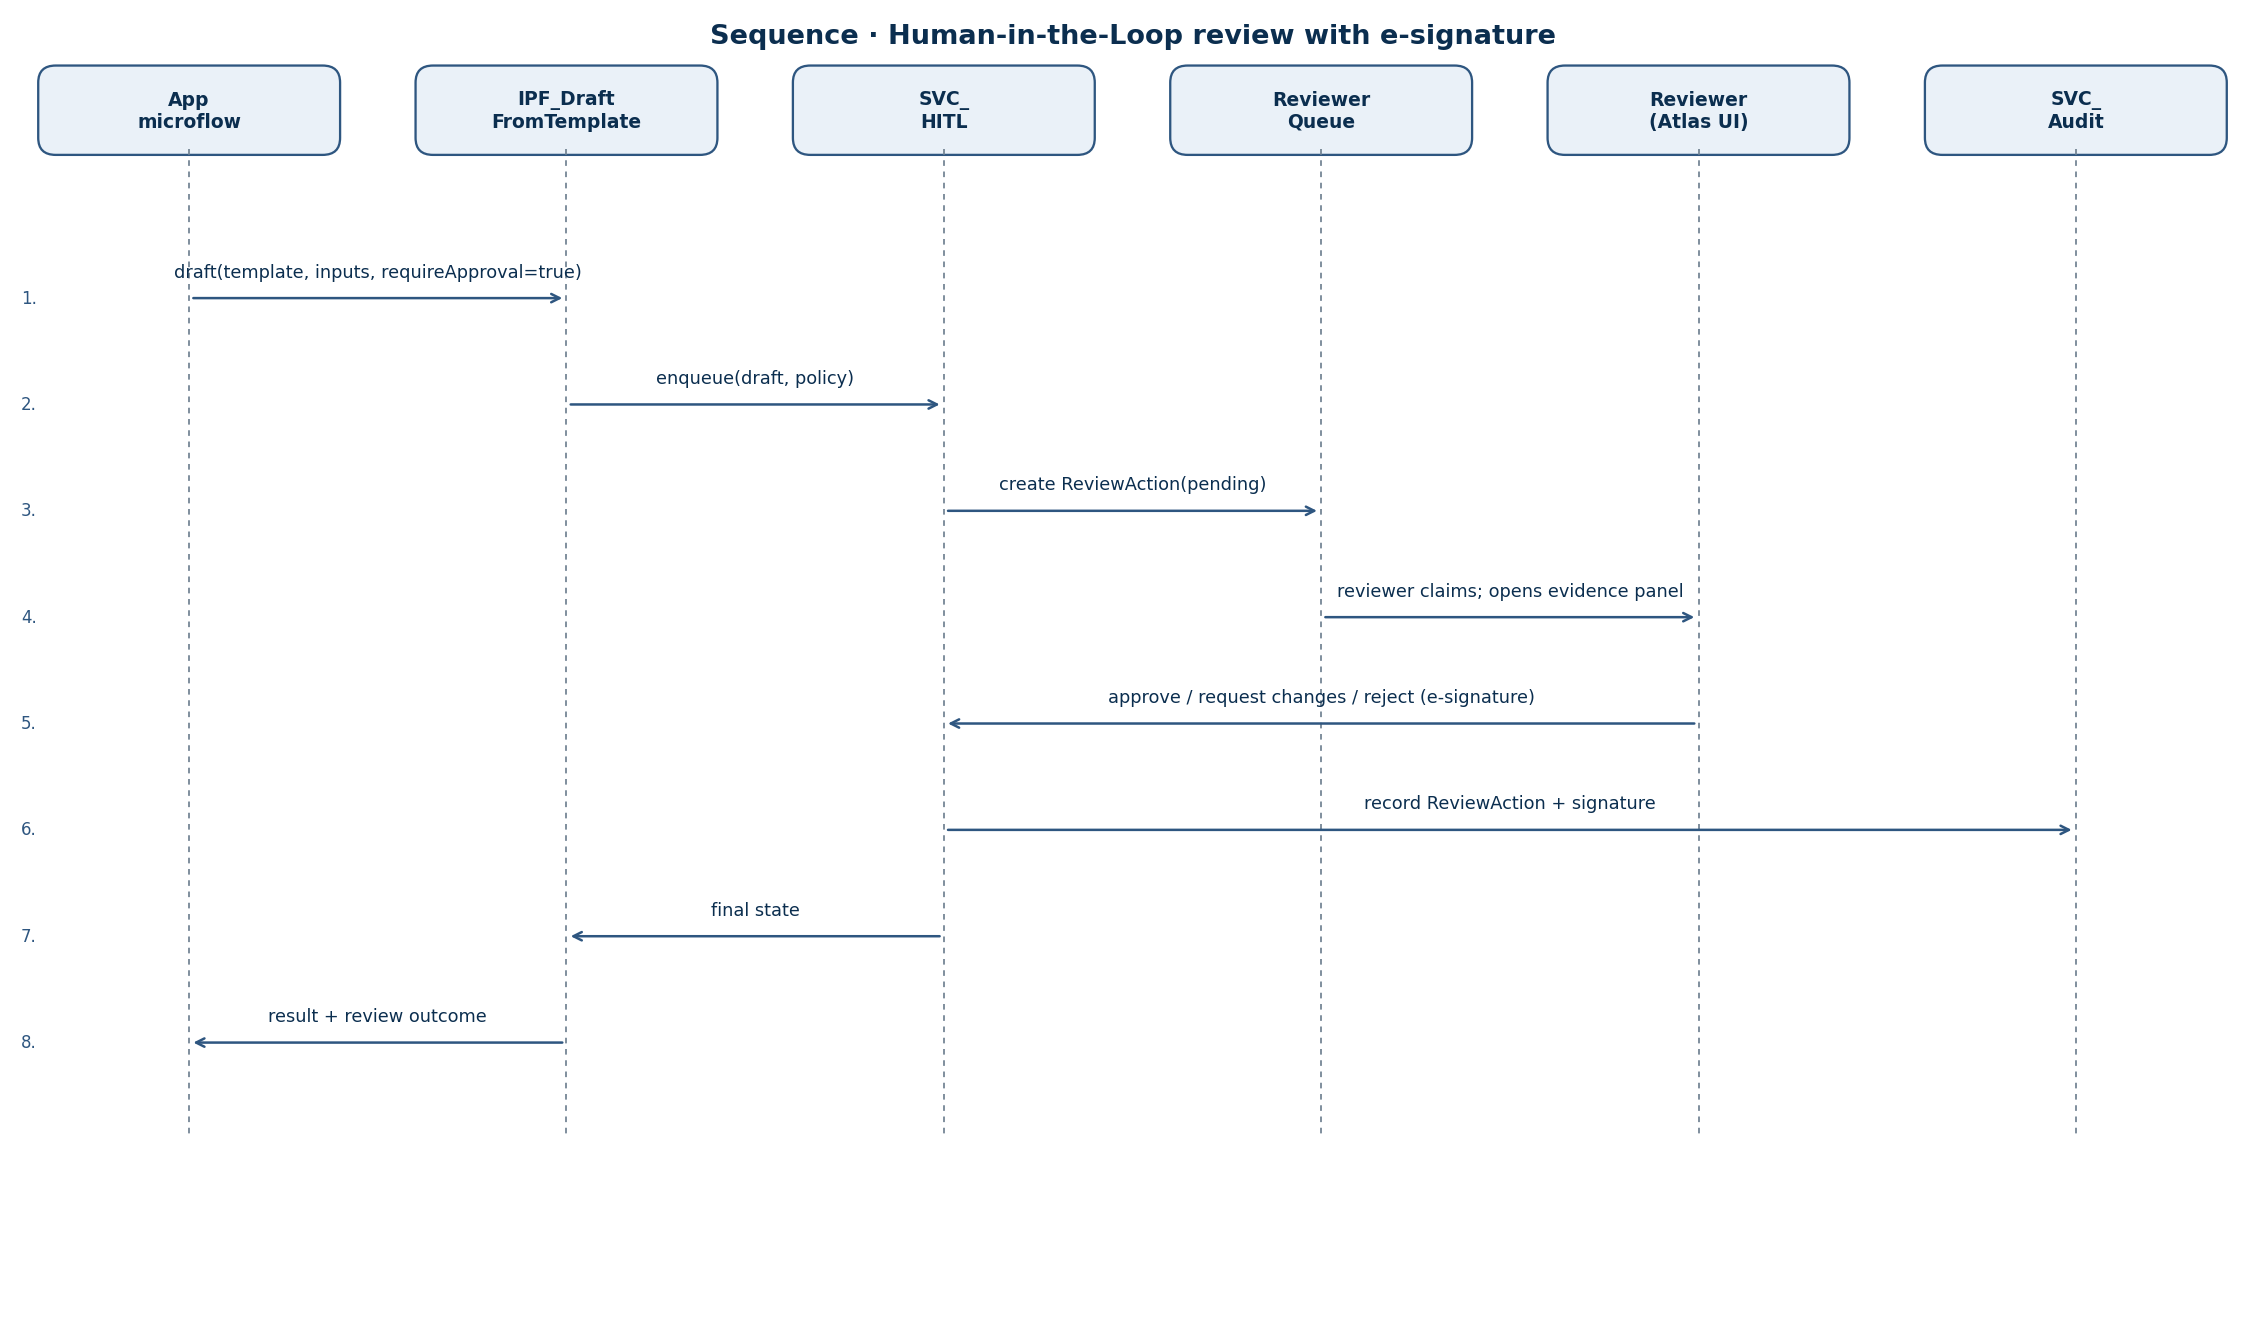 Sequence · Human-in-the-Loop review with e-signature
App
microflow
IPF_Draft
FromTemplate
SVC_
HITL
Reviewer
Queue
Reviewer
(Atlas UI)
SVC_
Audit
draft(template, inputs, requireApproval=true)
1.
enqueue(draft, policy)
2.
create ReviewAction(pending)
3.
reviewer claims; opens evidence panel
4.
approve / request changes / reject (e-signature)
5.
record ReviewAction + signature
6.
final state
7.
result + review outcome
8.